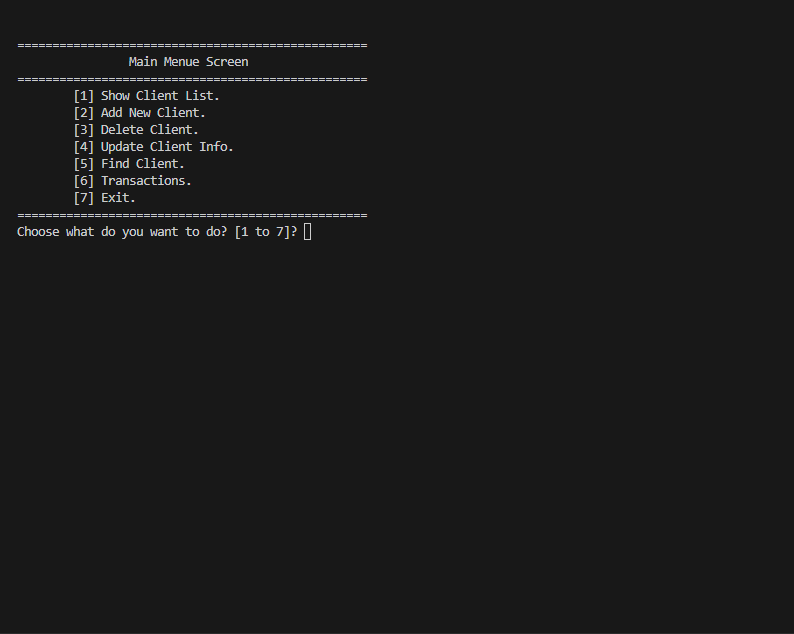 ==================================================
Main Menue Screen
==================================================
[1] Show Client List.
[2] Add New Client.
[3] Delete Client.
[4] Update Client Info.
[5] Find Client.
[6] Transactions.
[7] Exit.
==================================================
Choose what do you want to do? [1 to 7]?